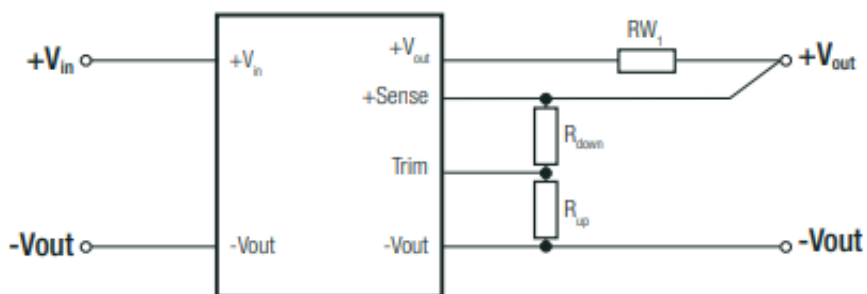 RW1
+Vin
+Vin
+Vout
+Vout
+Sense
Rdown
Trim
Rup
-Vout
-Vout
-Vout
-Vout